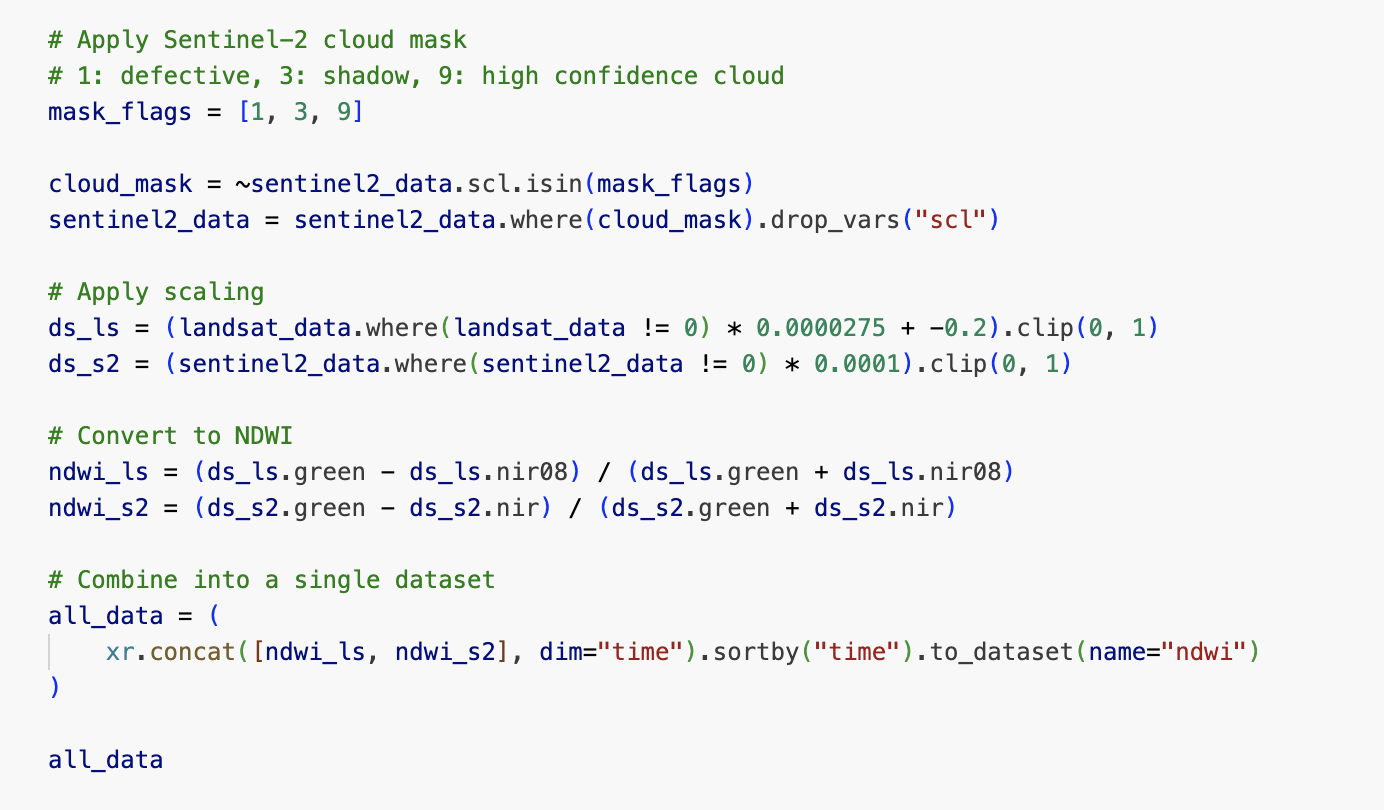 # Apply Sentinel-2 cloud mask
# 1: defective, 3: shadow, 9: high confidence cloud
mask_flags = [1, 3, 9]
cloud_mask = ~sentinel2_data.scl.isin(mask_flags)
sentinel2_data = sentinel2_data.where(cloud_mask).drop_vars("scl")
# Apply scaling
ds_ls = (landsat_data.where(landsat_data != 0) * 0.0000275 + -0.2).clip(0, 1)
ds_s2 = (sentinel2_data.where(sentinel2_data != 0) * 0.0001).clip(0, 1)
# Convert to NDWI
ndwi_ls = (ds_ls.green - ds_ls.nir08) / (ds_ls.green + ds_ls.nir08)
ndwi_s2 = (ds_s2.green - ds_s2.nir) / (ds_s2.green + ds_s2.nir)
# Combine into a single dataset
all_data = (
    xr.concat([ndwi_ls, ndwi_s2], dim="time").sortby("time").to_dataset(name="ndwi")
)
all_data